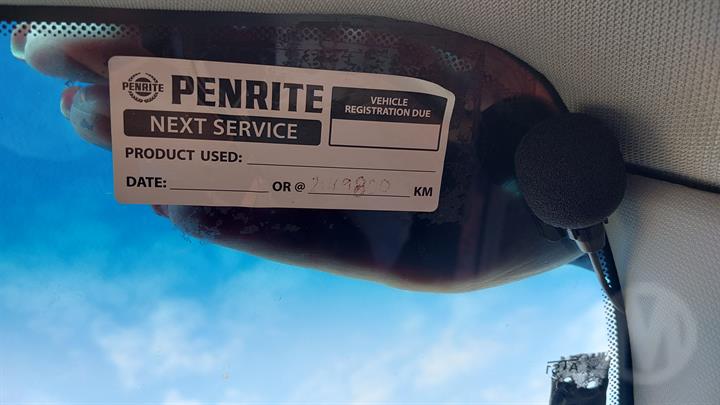 PENRITE
PENRITE
NEXT SERVICE
VEHICLE
REGISTRATION DUE
PRODUCT USED:
DATE: OR @ KM